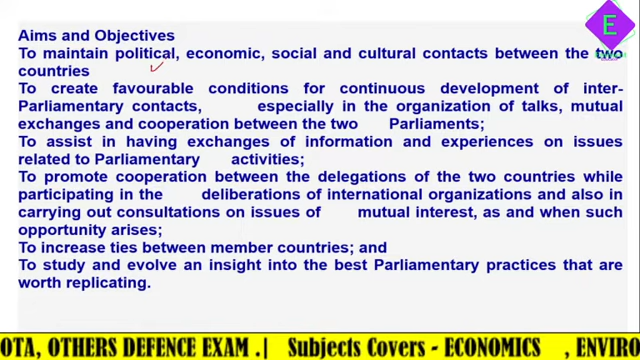 E
Aims and Objectives
To maintain political, economic, social and cultural contacts between the two
countries
To create favourable conditions for continuous development of inter-
Parliamentary contacts, especially in the organization of talks, mutual
exchanges and cooperation between the two Parliaments;
To assist in having exchanges of information and experiences on issues
related to Parliamentary activities;
To promote cooperation between the delegations of the two countries while
participating in the deliberations of international organizations and also in
carrying out consultations on issues of mutual interest, as and when such
opportunity arises;
To increase ties between member countries; and
To study and evolve an insight into the best Parliamentary practices that are
worth replicating.
OTA, OTHERS DEFENCE EXAM .| Subjects Covers - ECONOMICS , ENVIRO